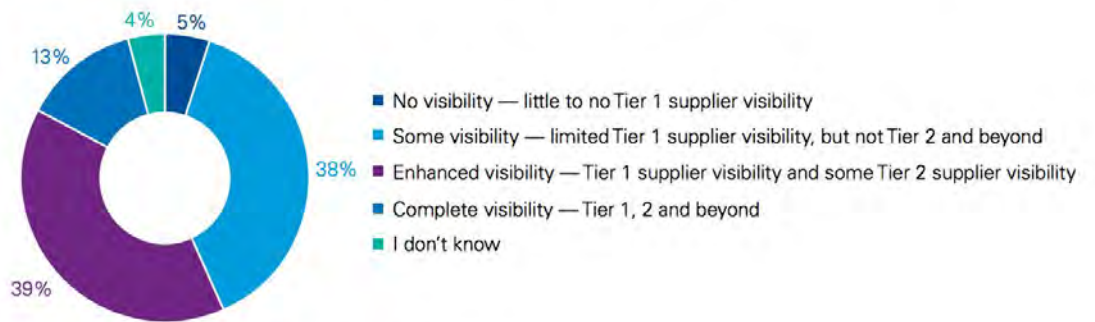 4% 5%
13%
No visibility — little to no Tier 1 supplier visibility
Some visibility — limited Tier 1 supplier visibility, but not Tier 2 and beyond
38%
Enhanced visibility — Tier 1 supplier visibility and some Tier 2 supplier visibility
Complete visibility — Tier 1, 2 and beyond
I don't know
39%